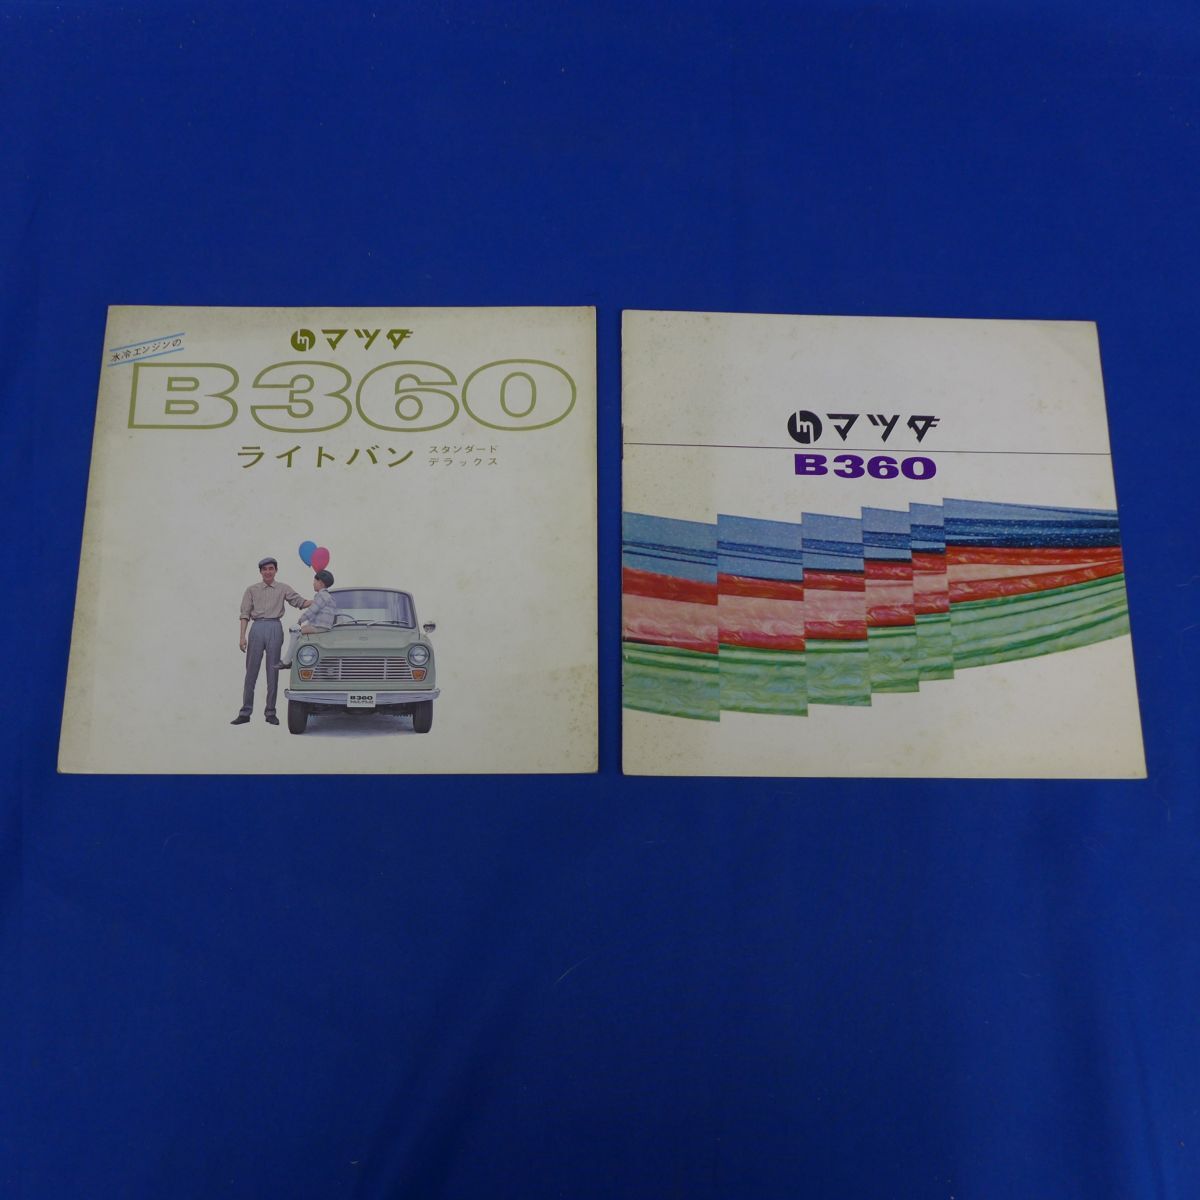 水冷エンジンの
マツダ
B360
ライトバン
スタンダード
デラックス
B360
マツダ
B360